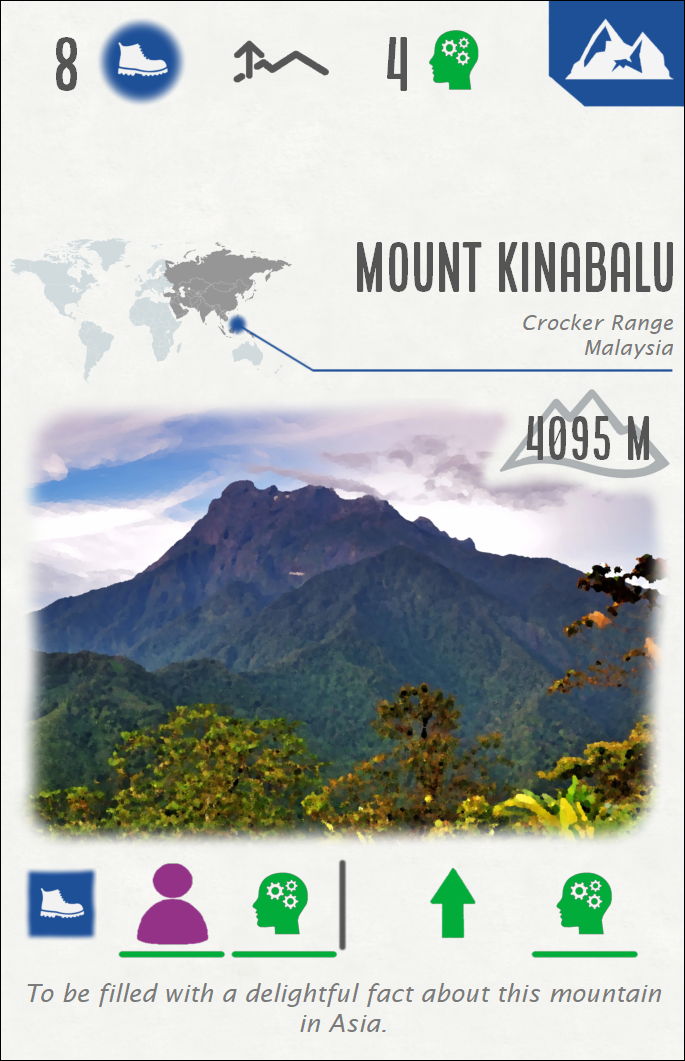 8
4
MOUNT KINABALU
Crocker Range
Malaysia
4095 M
To be filled with a delightful fact about this mountain
in Asia.